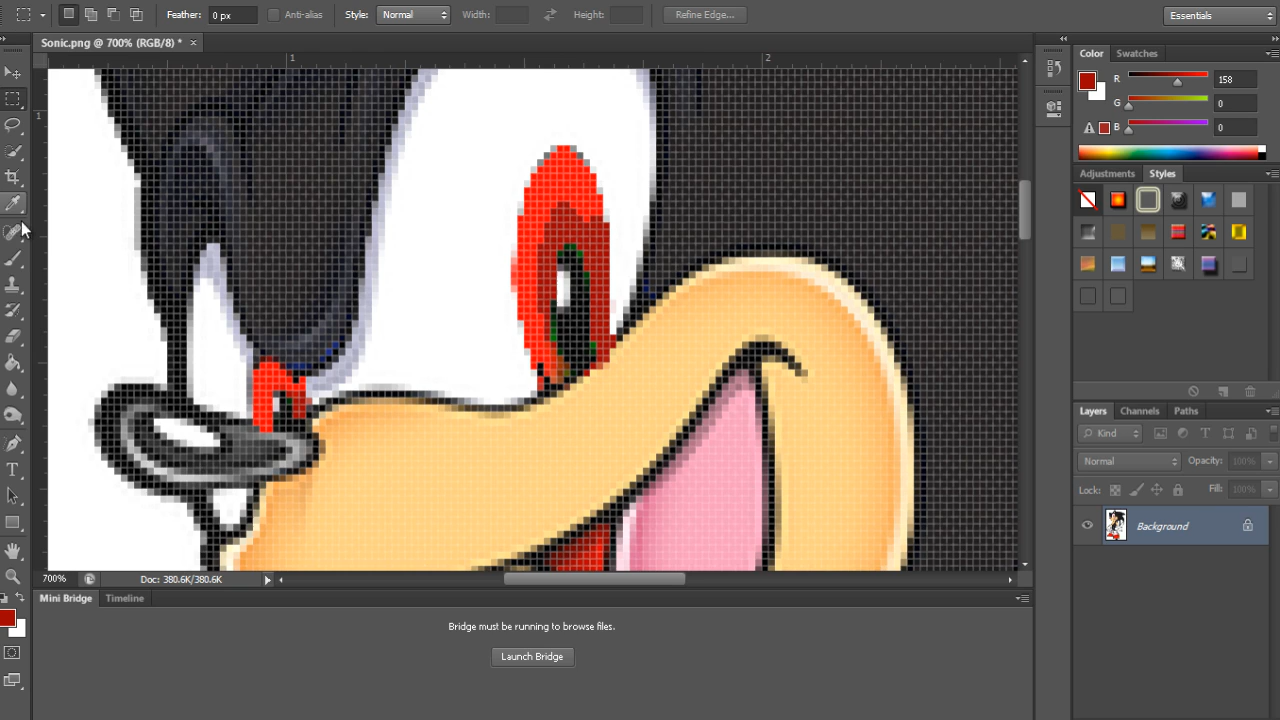 Feather: 0 px Anti-alias Style: Normal Width: Height: Refine Edge... Essentials
Sonic.png @ 700% (RGB/8) * ×
1 2
1
Color Swatches
R 158
G 0
B 0
Adjustments Styles
Layers Channels Paths
Kind
Normal Opacity: 100%
Lock: Fill: 100%
Background
700% Doc: 380.6K/380.6K
Mini Bridge Timeline
Bridge must be running to browse files.
Launch Bridge